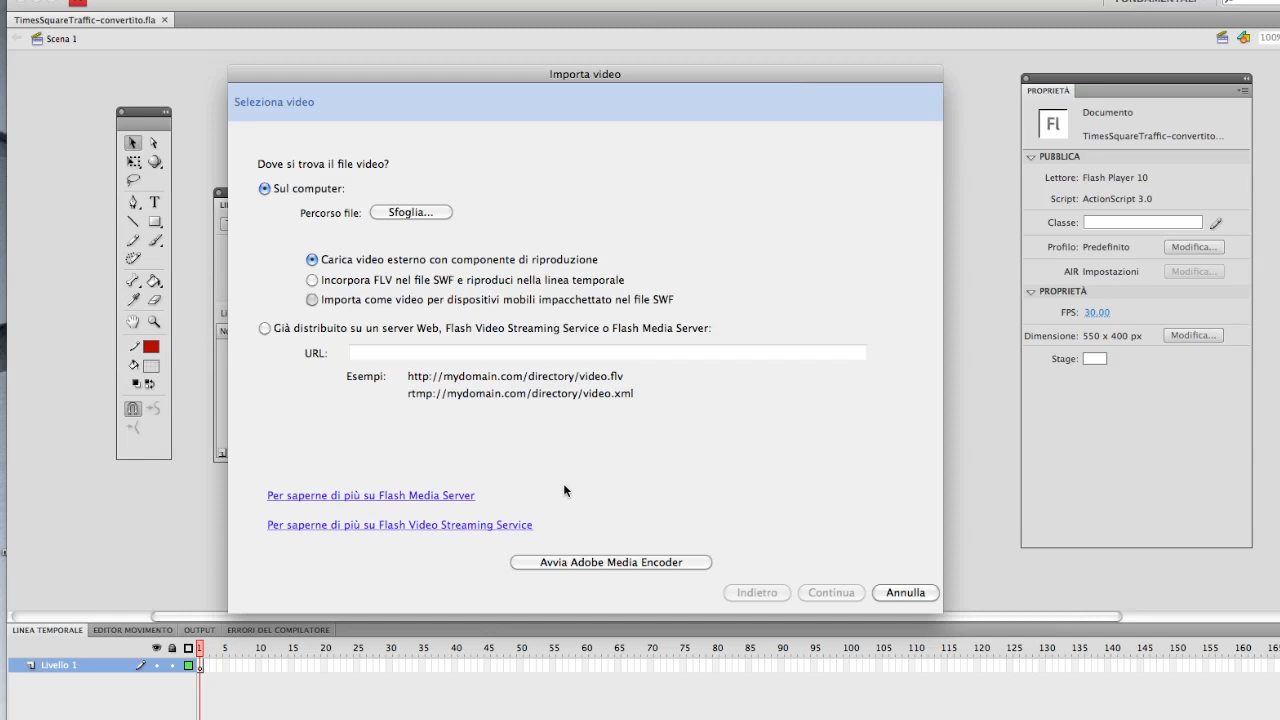 TimesSquareTraffic-convertito.fla
Scena 1
100%
Importa video
Seleziona video
Dove si trova il file video?
Sul computer:
Percorso file: Sfoglia...
Carica video esterno con componente di riproduzione
Incorpora FLV nel file SWF e riproduci nella linea temporale
Importa come video per dispositivi mobili impacchettato nel file SWF
Già distribuito su un server Web, Flash Video Streaming Service o Flash Media Server:
URL:
Esempi: http://mydomain.com/directory/video.flv
rtmp://mydomain.com/directory/video.xml
Per saperne di più su Flash Media Server
Per saperne di più su Flash Video Streaming Service
Avvia Adobe Media Encoder
Indietro Continua Annulla
PROPRIETÀ
Fl
Documento
TimesSquareTraffic-convertito...
PUBBLICA
Lettore: Flash Player 10
Script: ActionScript 3.0
Classe:
Profilo: Predefinito Modifica...
AIR Impostazioni Modifica...
PROPRIETÀ
FPS: 30.00
Dimensione: 550 x 400 px Modifica...
Stage:
LINEA TEMPORALE EDITOR MOVIMENTO OUTPUT ERRORI DEL COMPILATORE
1 5 10 15 20 25 30 35 40 45 50 55 60 65 70 75 80 85 90 95 100 105 110 115 120 125 130 135 140 145 150 155 160 165
Livello 1